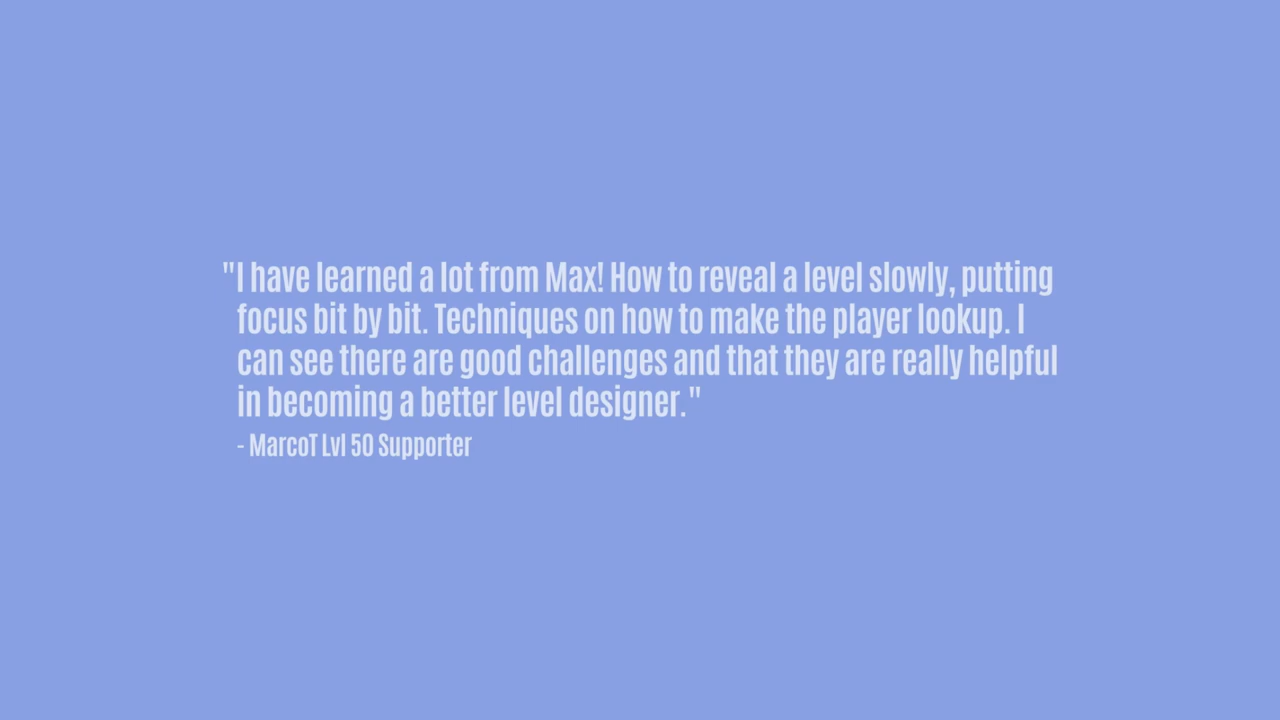 "I have learned a lot from Max! How to reveal a level slowly, putting
focus bit by bit. Techniques on how to make the player lookup. I
can see there are good challenges and that they are really helpful
in becoming a better level designer."
- MarcoT Lvl 50 Supporter